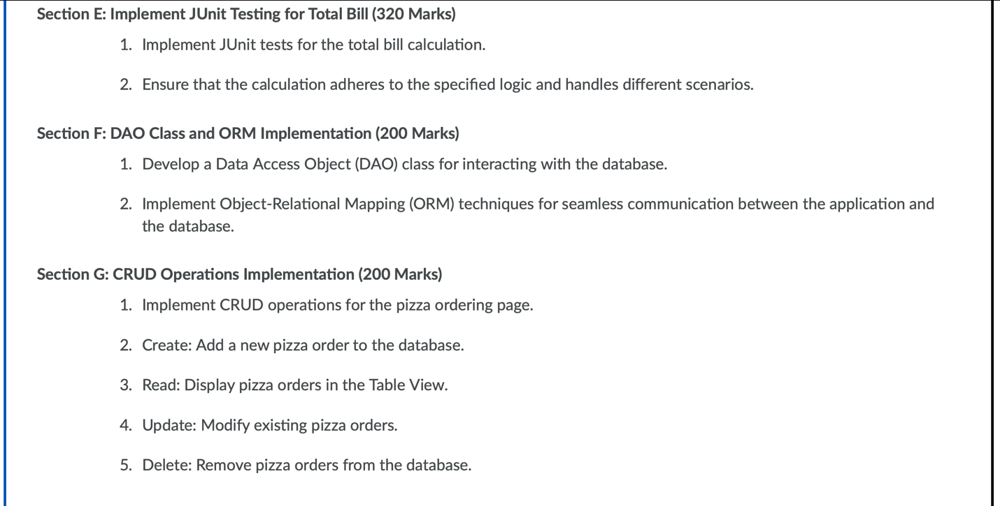 Section E: Implement JUnit Testing for Total Bill (320 Marks)
1. Implement JUnit tests for the total bill calculation.
2. Ensure that the calculation adheres to the specified logic and handles different scenarios.
Section F: DAO Class and ORM Implementation (200 Marks)
1. Develop a Data Access Object (DAO) class for interacting with the database.
2. Implement Object-Relational Mapping (ORM) techniques for seamless communication between the application and
the database.
Section G: CRUD Operations Implementation (200 Marks)
1. Implement CRUD operations for the pizza ordering page.
2. Create: Add a new pizza order to the database.
3. Read: Display pizza orders in the Table View.
4. Update: Modify existing pizza orders.
5. Delete: Remove pizza orders from the database.